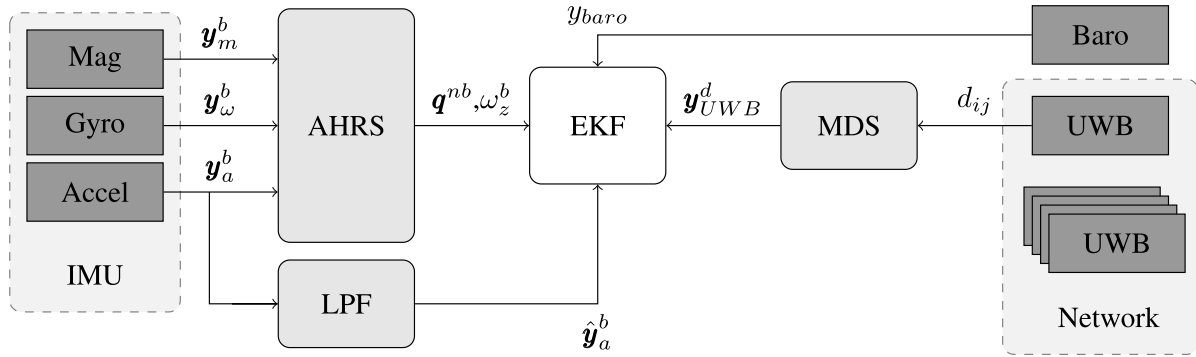 Mag
Gyro
Accel
IMU
y_m^b
y_ω^b
y_a^b
AHRS
LPF
q^{nb},ω_z^b
ŷ_a^b
y_{baro}
EKF
y_{UWB}^d
MDS
d_{ij}
Baro
UWB
UWB
Network